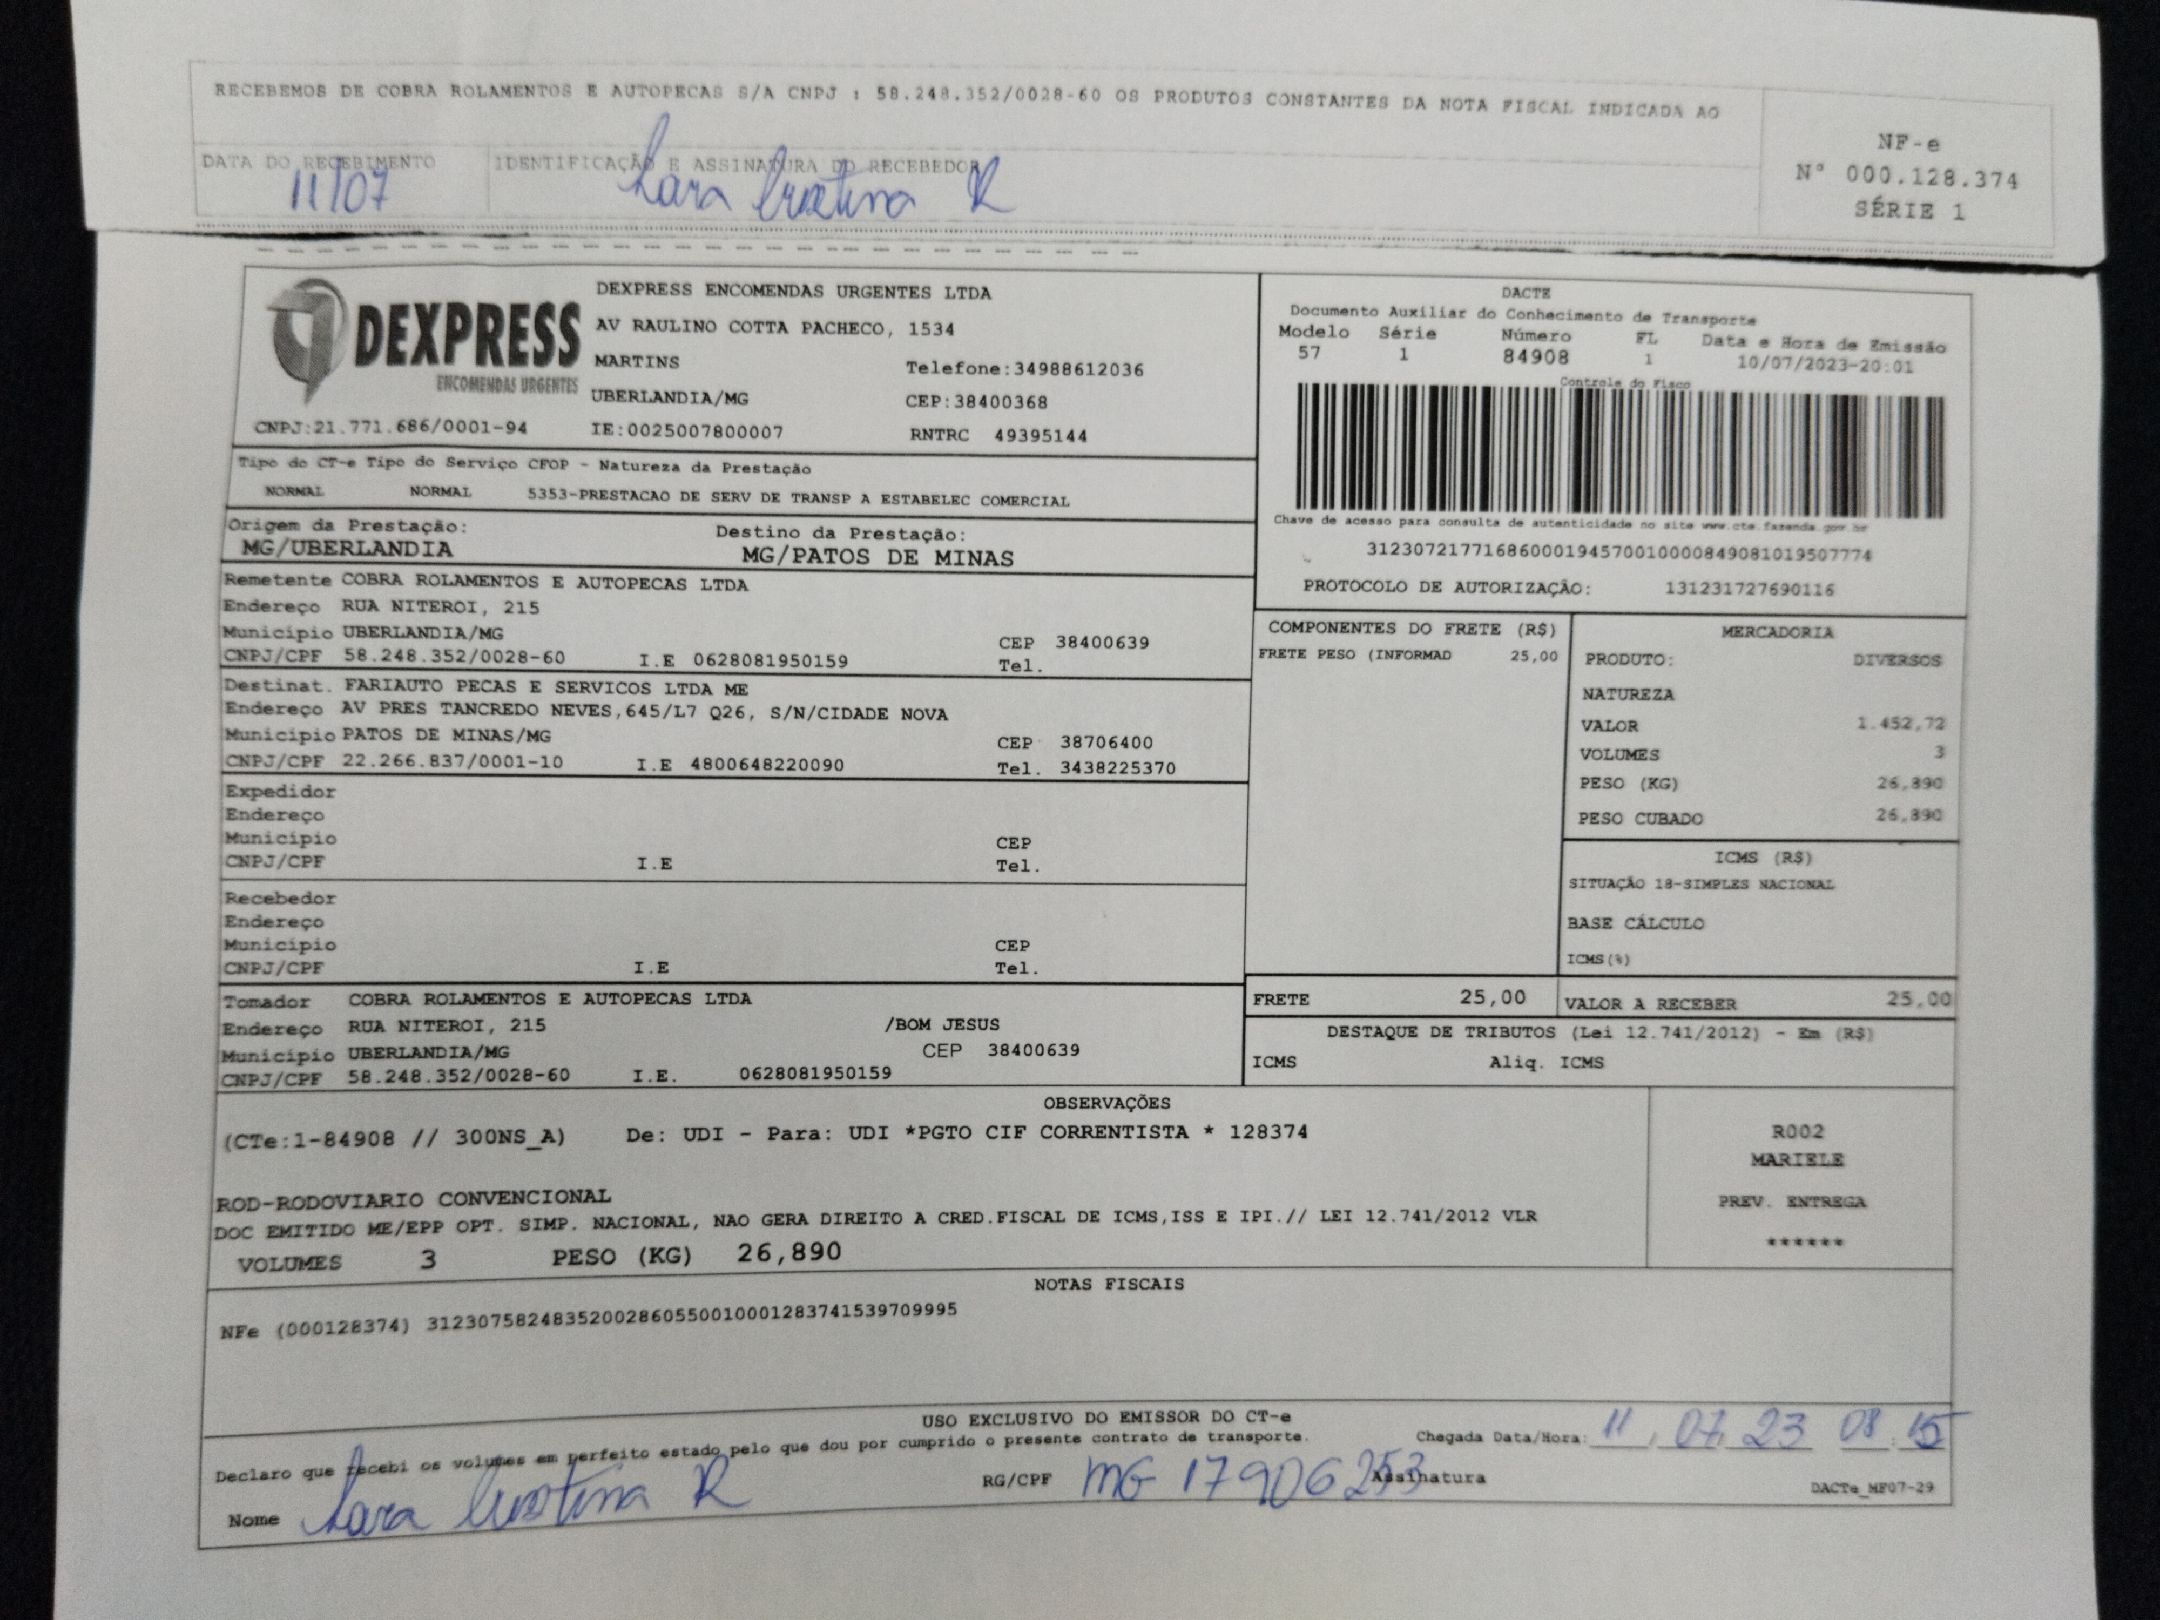 RECEBEMOS DE COBRA ROLAMENTOS E AUTOPECAS S/A CNPJ : 58.248.352/0028-60 OS PRODUTOS CONSTANTES DA NOTA FISCAL INDICADA AO
NF-e
Nº 000.128.374
SÉRIE 1
DATA DO RECEBIMENTO IDENTIFICAÇÃO E ASSINATURA DO RECEBEDOR
11/07 Lara Cristina R
DEXPRESS
ENCOMENDAS URGENTES
CNPJ:21.771.686/0001-94
DEXPRESS ENCOMENDAS URGENTES LTDA
AV RAULINO COTTA PACHECO, 1534
MARTINS Telefone:34988612036
UBERLANDIA/MG CEP:38400368
IE:0025007800007 RNTRC 49395144
DACTE
Documento Auxiliar do Conhecimento de Transporte
Modelo Série Número FL Data e Hora de Emissão
57 1 84908 1 10/07/2023-20:01
Controle do Fisco
Chave de acesso para consulta de autenticidade no site www.cte.fazenda.gov.br
31230721771686000194570010000849081019507774
PROTOCOLO DE AUTORIZAÇÃO: 131231727690116
Tipo do CT-e Tipo do Serviço CFOP - Natureza da Prestação
NORMAL NORMAL 5353-PRESTACAO DE SERV DE TRANSP A ESTABELEC COMERCIAL
Origem da Prestação: Destino da Prestação:
MG/UBERLANDIA MG/PATOS DE MINAS
Remetente COBRA ROLAMENTOS E AUTOPECAS LTDA
Endereço RUA NITEROI, 215
Município UBERLANDIA/MG CEP 38400639
CNPJ/CPF 58.248.352/0028-60 I.E 0628081950159 Tel.
Destinat. FARIAUTO PECAS E SERVICOS LTDA ME
Endereço AV PRES TANCREDO NEVES,645/L7 Q26, S/N/CIDADE NOVA
Município PATOS DE MINAS/MG CEP 38706400
CNPJ/CPF 22.266.837/0001-10 I.E 4800648220090 Tel. 3438225370
Expedidor
Endereço
Município CEP
CNPJ/CPF I.E Tel.
Recebedor
Endereço
Município CEP
CNPJ/CPF I.E Tel.
Tomador COBRA ROLAMENTOS E AUTOPECAS LTDA
Endereço RUA NITEROI, 215 /BOM JESUS
Município UBERLANDIA/MG CEP 38400639
CNPJ/CPF 58.248.352/0028-60 I.E. 0628081950159
COMPONENTES DO FRETE (R$)
FRETE PESO (INFORMAD 25,00
MERCADORIA
PRODUTO: DIVERSOS
NATUREZA
VALOR 1.452,72
VOLUMES 3
PESO (KG) 26,890
PESO CUBADO 26,890
ICMS (R$)
SITUAÇÃO 18-SIMPLES NACIONAL
BASE CÁLCULO
ICMS(%)
FRETE 25,00 VALOR A RECEBER 25,00
DESTAQUE DE TRIBUTOS (Lei 12.741/2012) - Em (R$)
ICMS Aliq. ICMS
OBSERVAÇÕES
(CTe:1-84908 // 300NS_A) De: UDI - Para: UDI *PGTO CIF CORRENTISTA * 128374
ROD-RODOVIARIO CONVENCIONAL
DOC EMITIDO ME/EPP OPT. SIMP. NACIONAL, NAO GERA DIREITO A CRED.FISCAL DE ICMS,ISS E IPI.// LEI 12.741/2012 VLR
VOLUMES 3 PESO (KG) 26,890
R002
MARIELE
PREV. ENTREGA
******
NOTAS FISCAIS
NFe (000128374) 31230758248352002860550010001283741539709995
USO EXCLUSIVO DO EMISSOR DO CT-e
Declaro que recebi os volumes em perfeito estado pelo que dou por cumprido o presente contrato de transporte. Chegada Data/Hora: 11.07.23 08:15
Nome Lara Cristina R RG/CPF MG 17906253 Assinatura
DACTe_MF07-29